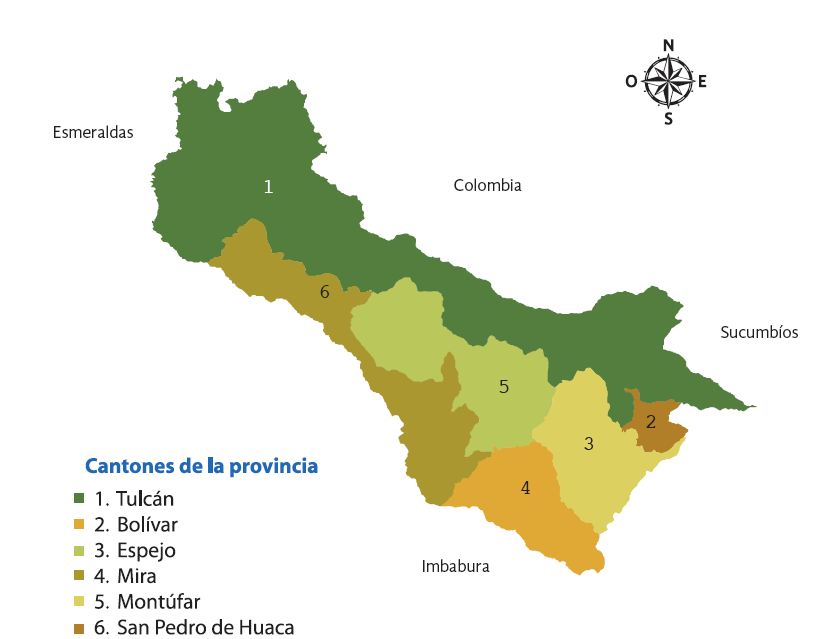 N
O E
S
Esmeraldas
Colombia
1
6
Sucumbíos
5
2
3
4
Cantones de la provincia
1. Tulcán
2. Bolívar
3. Espejo
4. Mira
5. Montúfar
6. San Pedro de Huaca
Imbabura